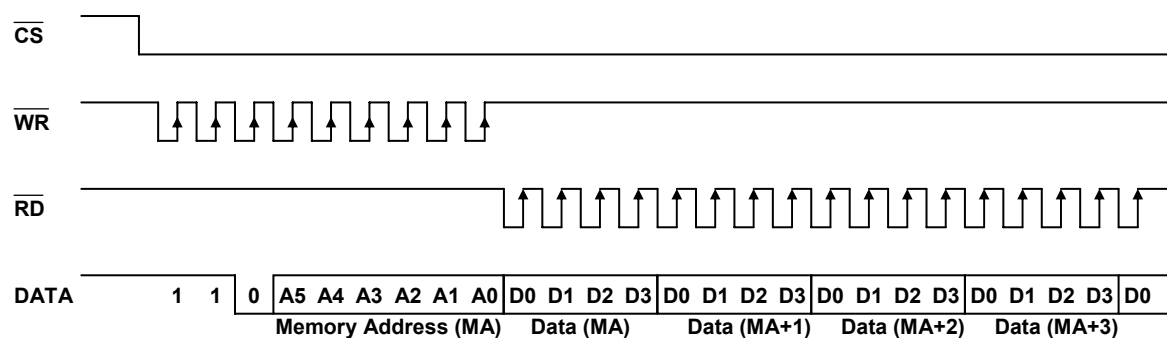 CS
WR
RD
DATA 1 1 0 A5 A4 A3 A2 A1 A0 D0 D1 D2 D3 D0 D1 D2 D3 D0 D1 D2 D3 D0 D1 D2 D3 D0
Memory Address (MA) Data (MA) Data (MA+1) Data (MA+2) Data (MA+3)